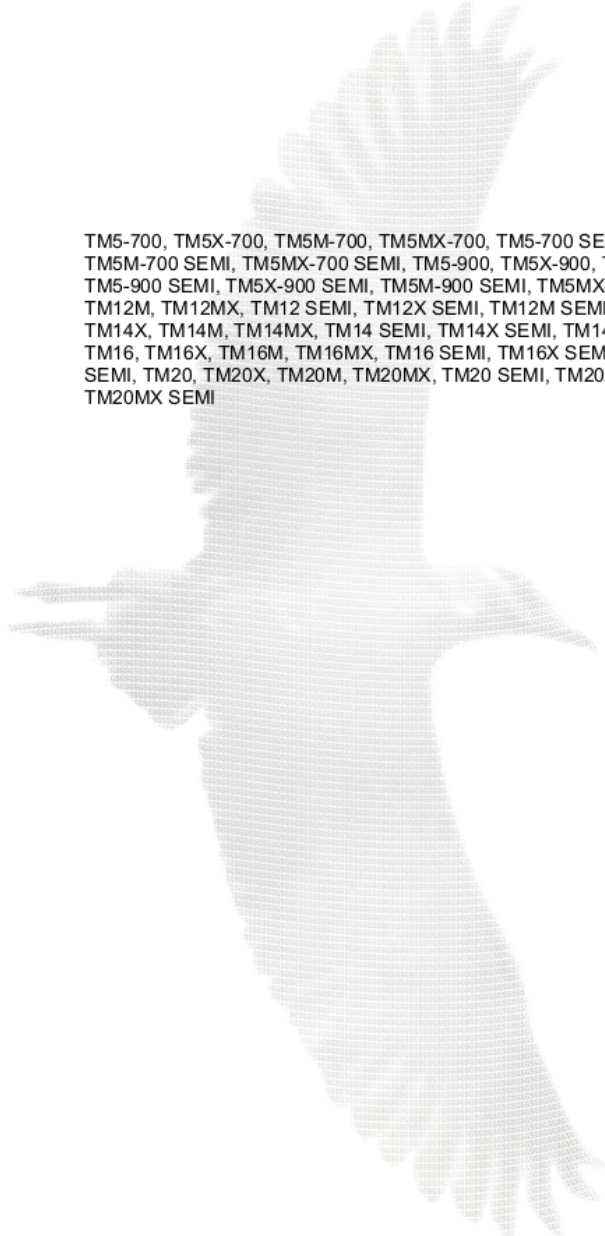 TM5-700, TM5X-700, TM5M-700, TM5MX-700, TM5-700
TM5M-700 SEMI, TM5MX-700 SEMI, TM5-900, TM5X-900,
TM5-900 SEMI, TM5X-900 SEMI, TM5M-900 SEMI,
TM12M, TM12MX, TM12 SEMI, TM12X SEMI, TM12M SEMI
TM14X, TM14M, TM14MX, TM14 SEMI, TM14X SEMI,
TM16, TM16X, TM16M, TM16MX, TM16 SEMI, TM16X
SEMI, TM20, TM20X, TM20M, TM20MX, TM20 SEMI,
TM20MX SEMI